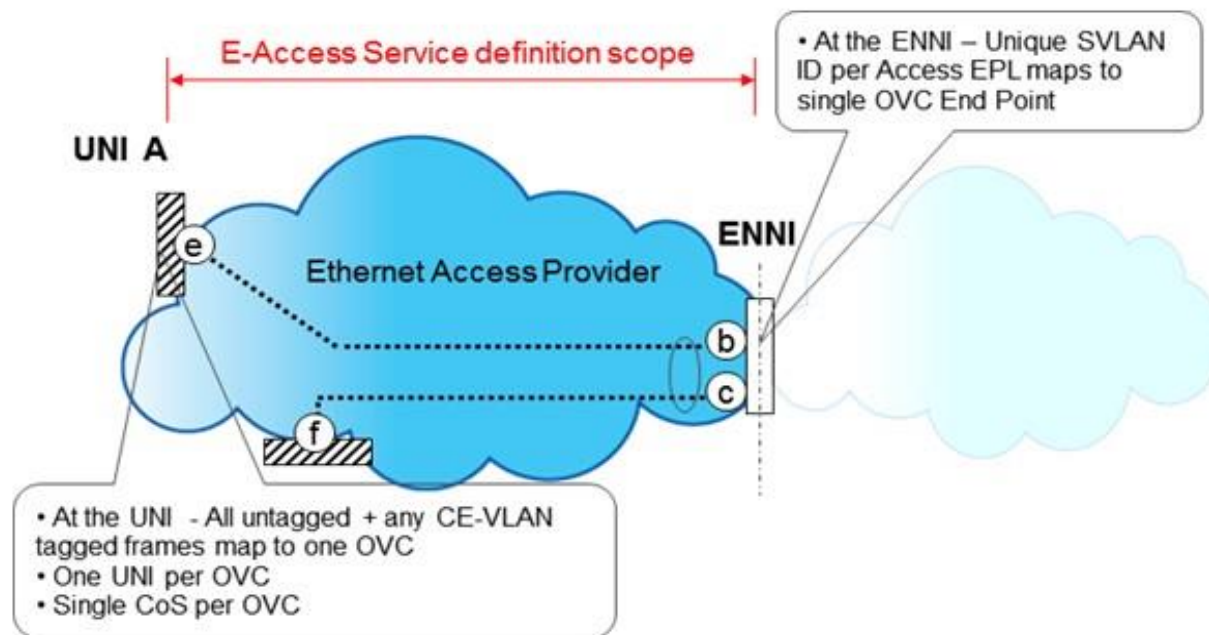 E-Access Service definition scope
• At the ENNI – Unique SVLAN
ID per Access EPL maps to
single OVC End Point
UNI A
ENNI
e
Ethernet Access Provider
b
c
f
• At the UNI - All untagged + any CE-VLAN
tagged frames map to one OVC
• One UNI per OVC
• Single CoS per OVC